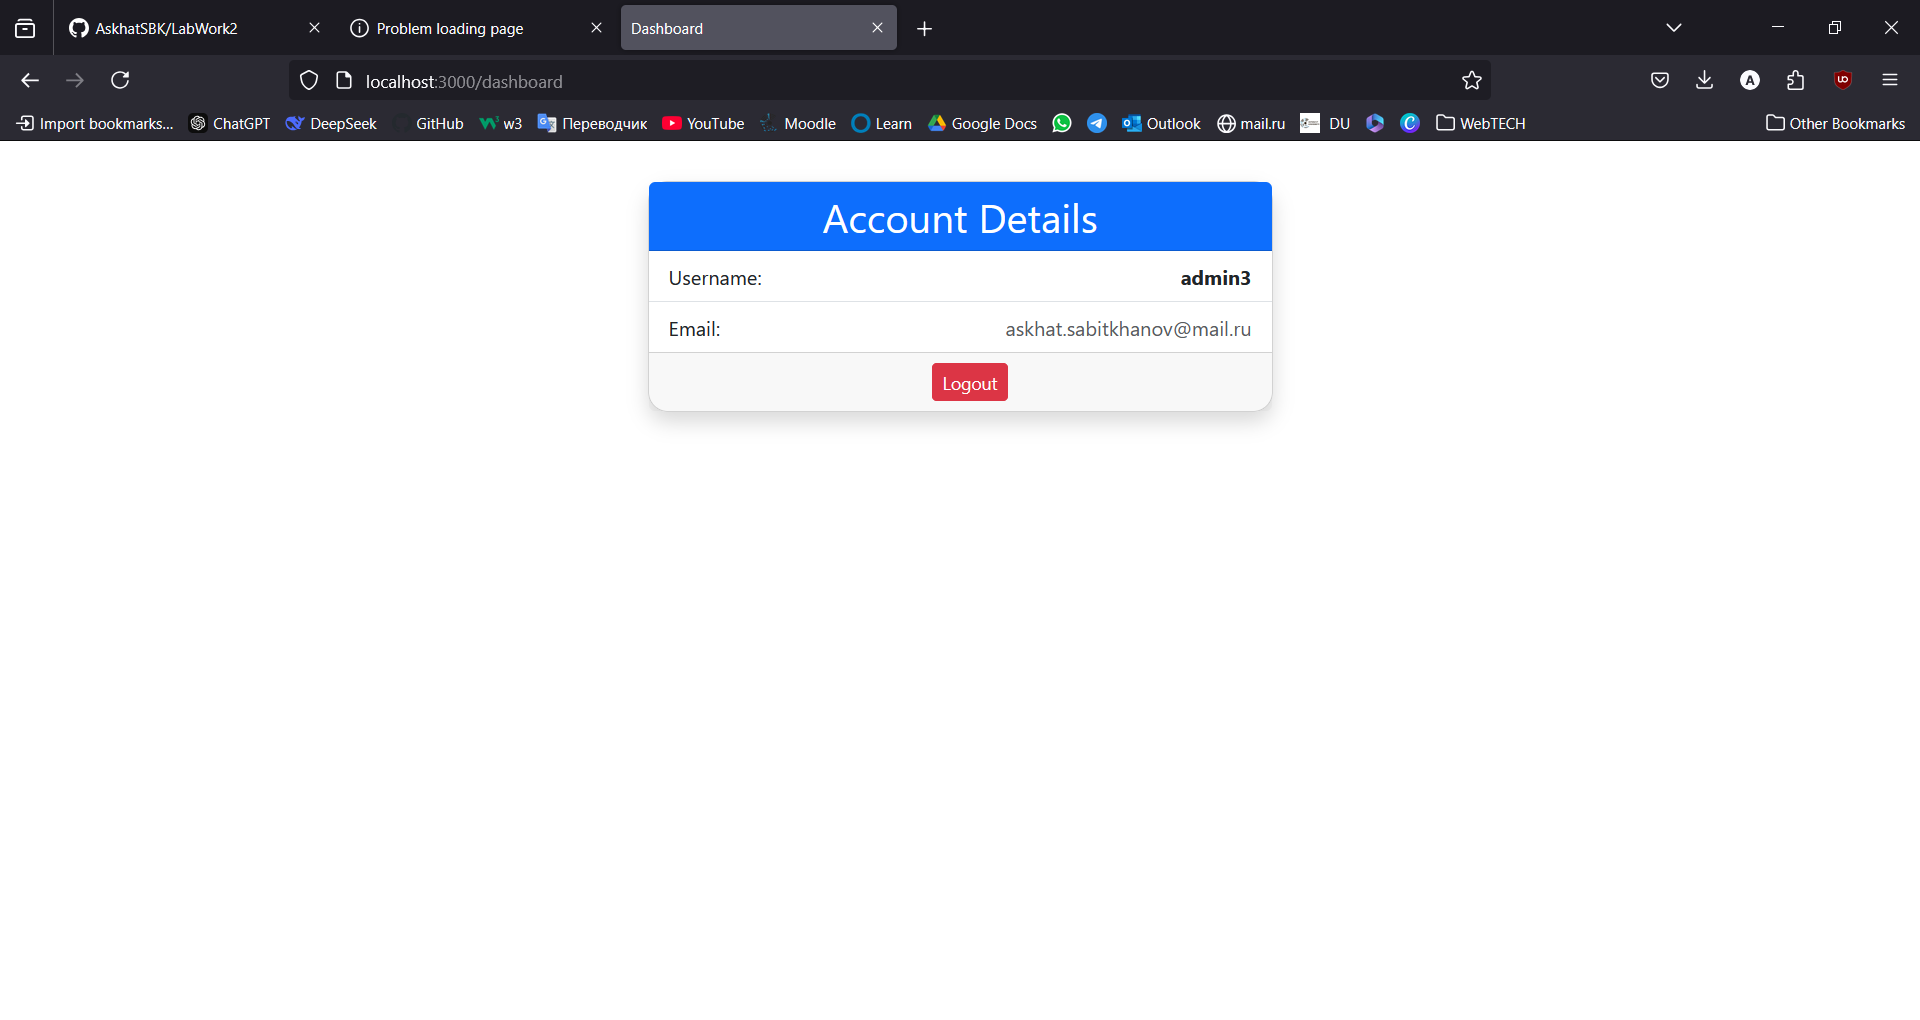 AskhatSBK/LabWork2
Problem loading page
Dashboard
localhost:3000/dashboard
A
Import bookmarks... ChatGPT DeepSeek GitHub w3 Переводчик YouTube Moodle Learn Google Docs Outlook mail.ru DU WebTECH Other Bookmarks
Account Details
Username: admin3
Email: askhat.sabitkhanov@mail.ru
Logout